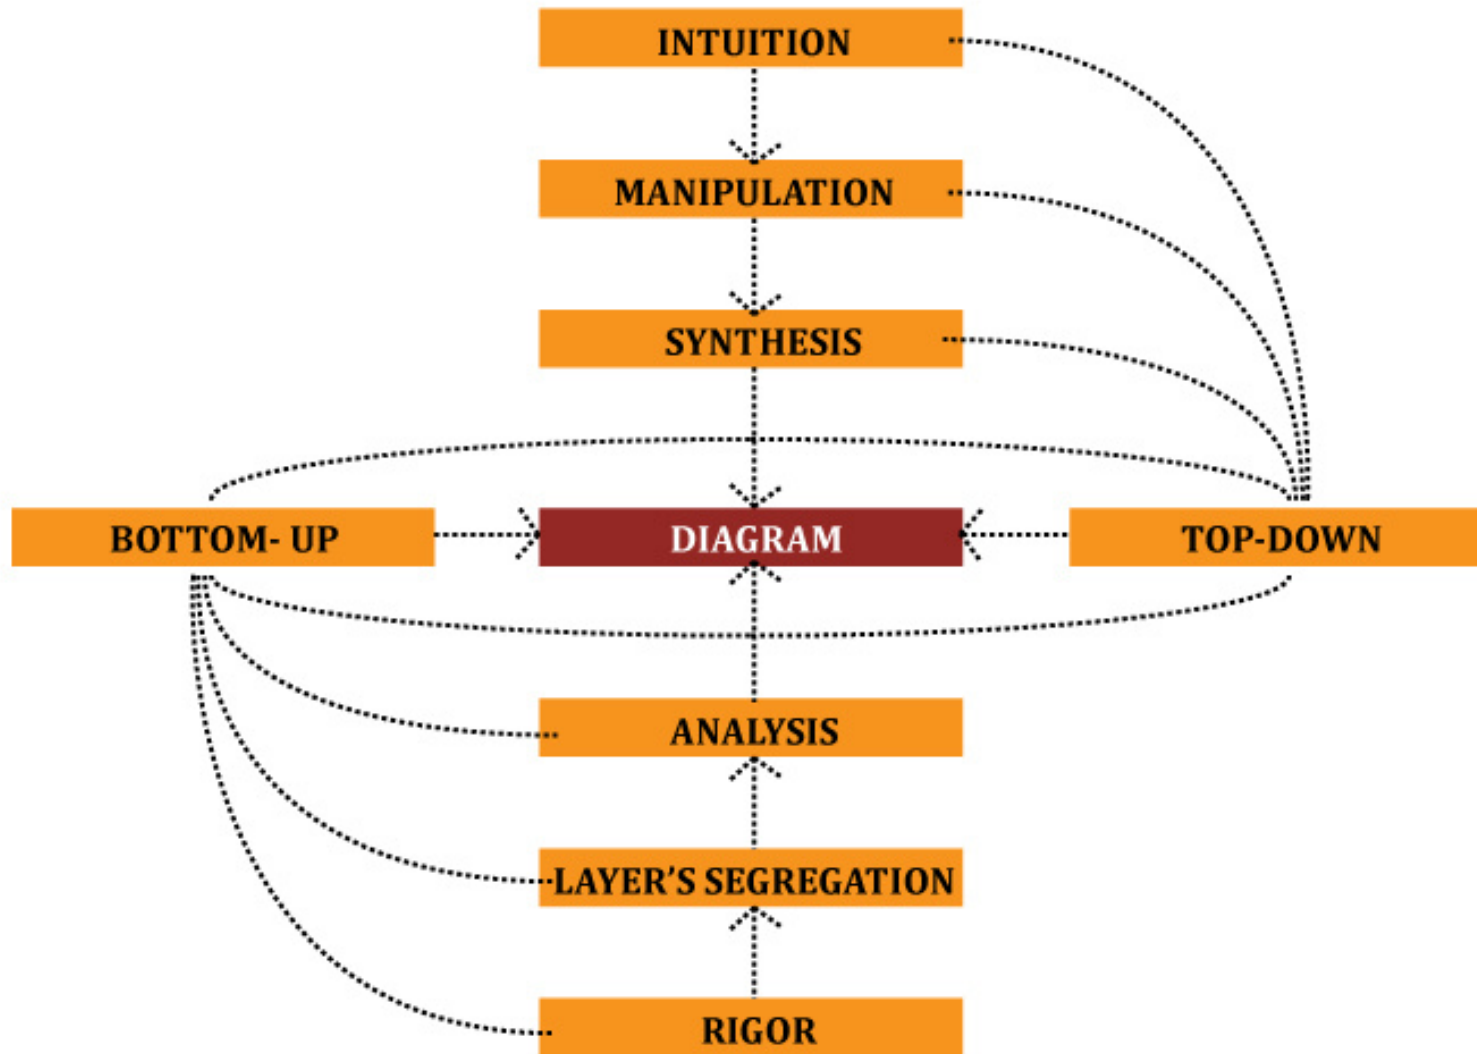 INTUITION
MANIPULATION
SYNTHESIS
BOTTOM- UP
DIAGRAM
TOP-DOWN
ANALYSIS
LAYER’S SEGREGATION
RIGOR